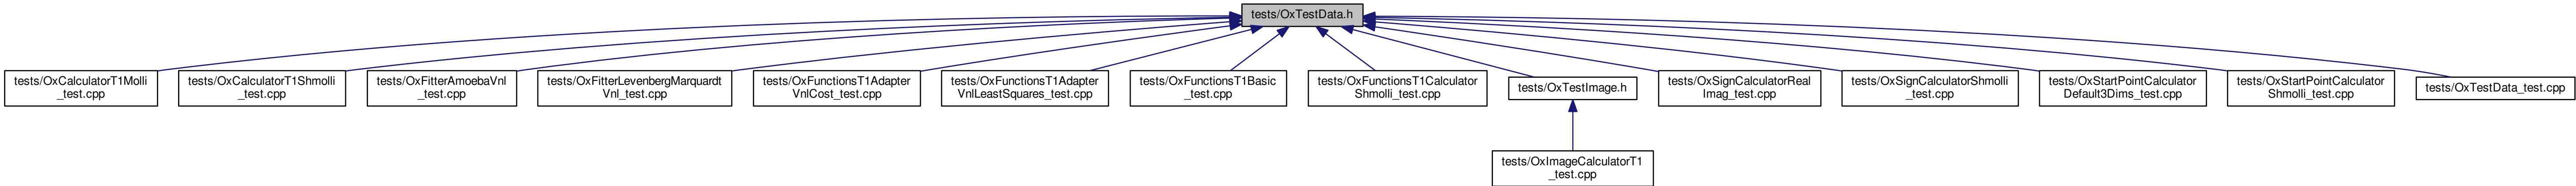 tests/OxTestData.h
tests/OxCalculatorT1Molli
_test.cpp
tests/OxCalculatorT1Shmolli
_test.cpp
tests/OxFitterAmoebaVnl
_test.cpp
tests/OxFitterLevenbergMarquardt
Vnl_test.cpp
tests/OxFunctionsT1Adapter
VnlCost_test.cpp
tests/OxFunctionsT1Adapter
VnlLeastSquares_test.cpp
tests/OxFunctionsT1Basic
_test.cpp
tests/OxFunctionsT1Calculator
Shmolli_test.cpp
tests/OxTestImage.h
tests/OxSignCalculatorReal
Imag_test.cpp
tests/OxSignCalculatorShmolli
_test.cpp
tests/OxStartPointCalculator
Default3Dims_test.cpp
tests/OxStartPointCalculator
Shmolli_test.cpp
tests/OxTestData_test.cpp
tests/OxImageCalculatorT1
_test.cpp